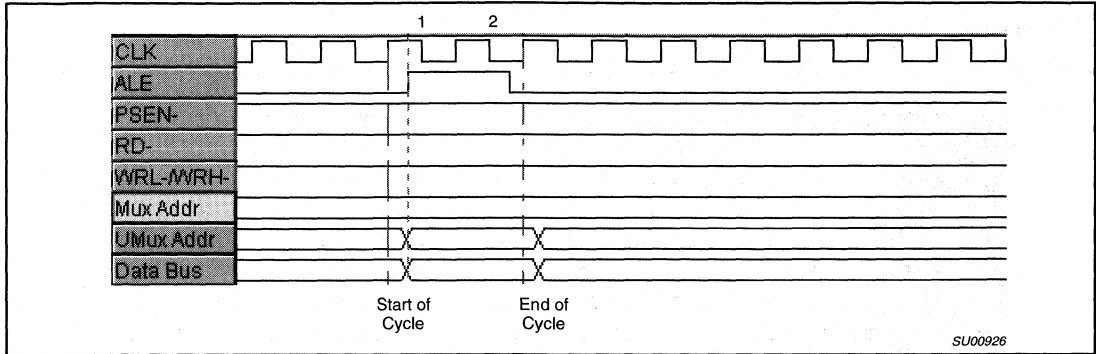 1 2
CLK
ALE
PSEN-
RD-
WRL-/WRH-
Mux Addr
UMux Addr
Data Bus
Start of
Cycle
End of
Cycle
SU00926